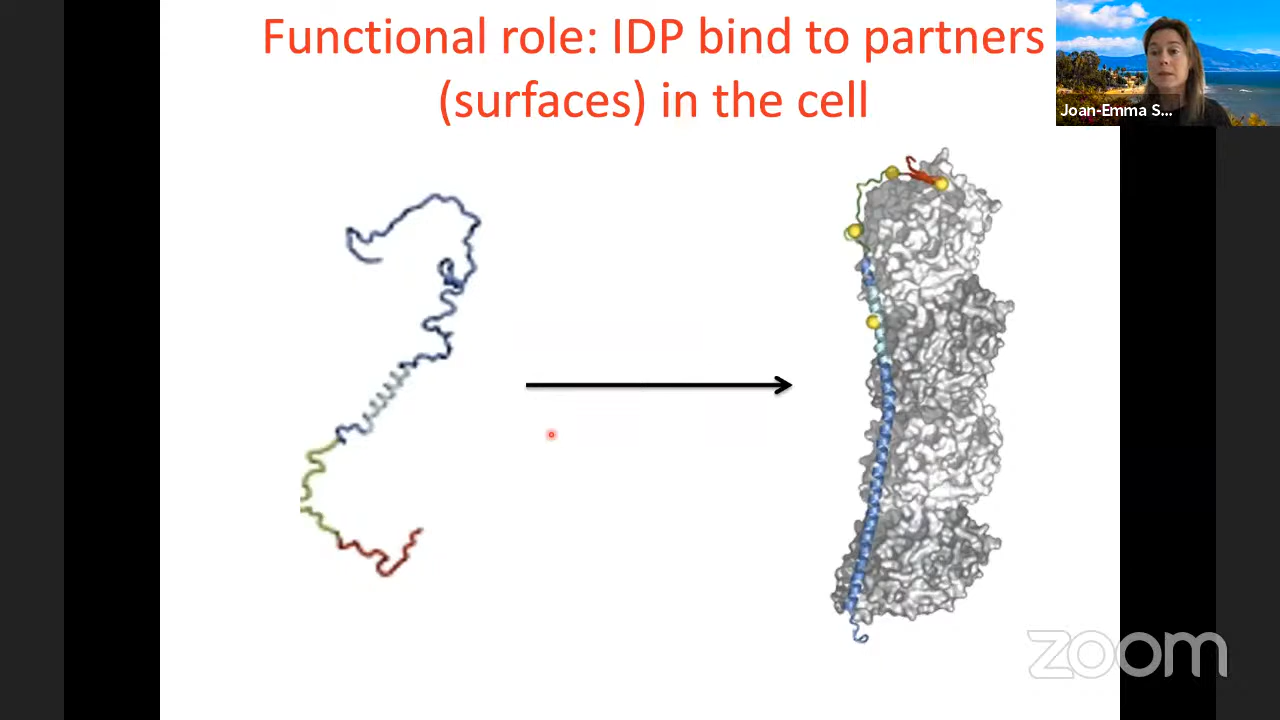 Functional role: IDP bind to partners
(surfaces) in the cell
Joan-Emma S...
zoom